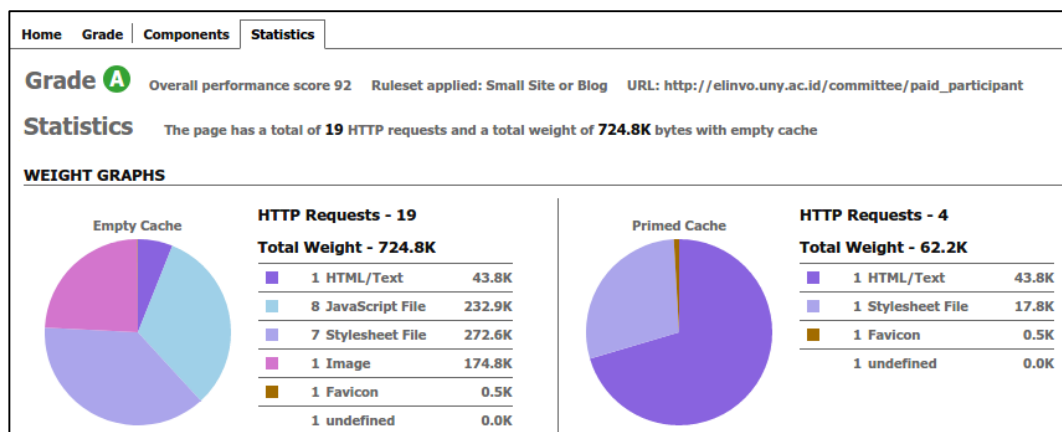 Home Grade Components Statistics
Grade A Overall performance score 92 Ruleset applied: Small Site or Blog URL: http://elinvo.uny.ac.id/committee/paid_participant
Statistics The page has a total of 19 HTTP requests and a total weight of 724.8K bytes with empty cache
WEIGHT GRAPHS
Empty Cache
HTTP Requests - 19
Total Weight - 724.8K
1 HTML/Text 43.8K
8 JavaScript File 232.9K
7 Stylesheet File 272.6K
1 Image 174.8K
1 Favicon 0.5K
1 undefined 0.0K
Primed Cache
HTTP Requests - 4
Total Weight - 62.2K
1 HTML/Text 43.8K
1 Stylesheet File 17.8K
1 Favicon 0.5K
1 undefined 0.0K